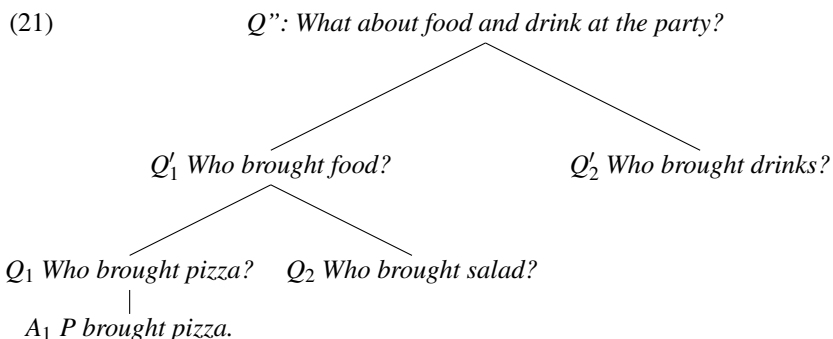 (21) Q”: What about food and drink at the party?
Q′₁ Who brought food? Q′₂ Who brought drinks?
Q₁ Who brought pizza? Q₂ Who brought salad?
A₁ P brought pizza.